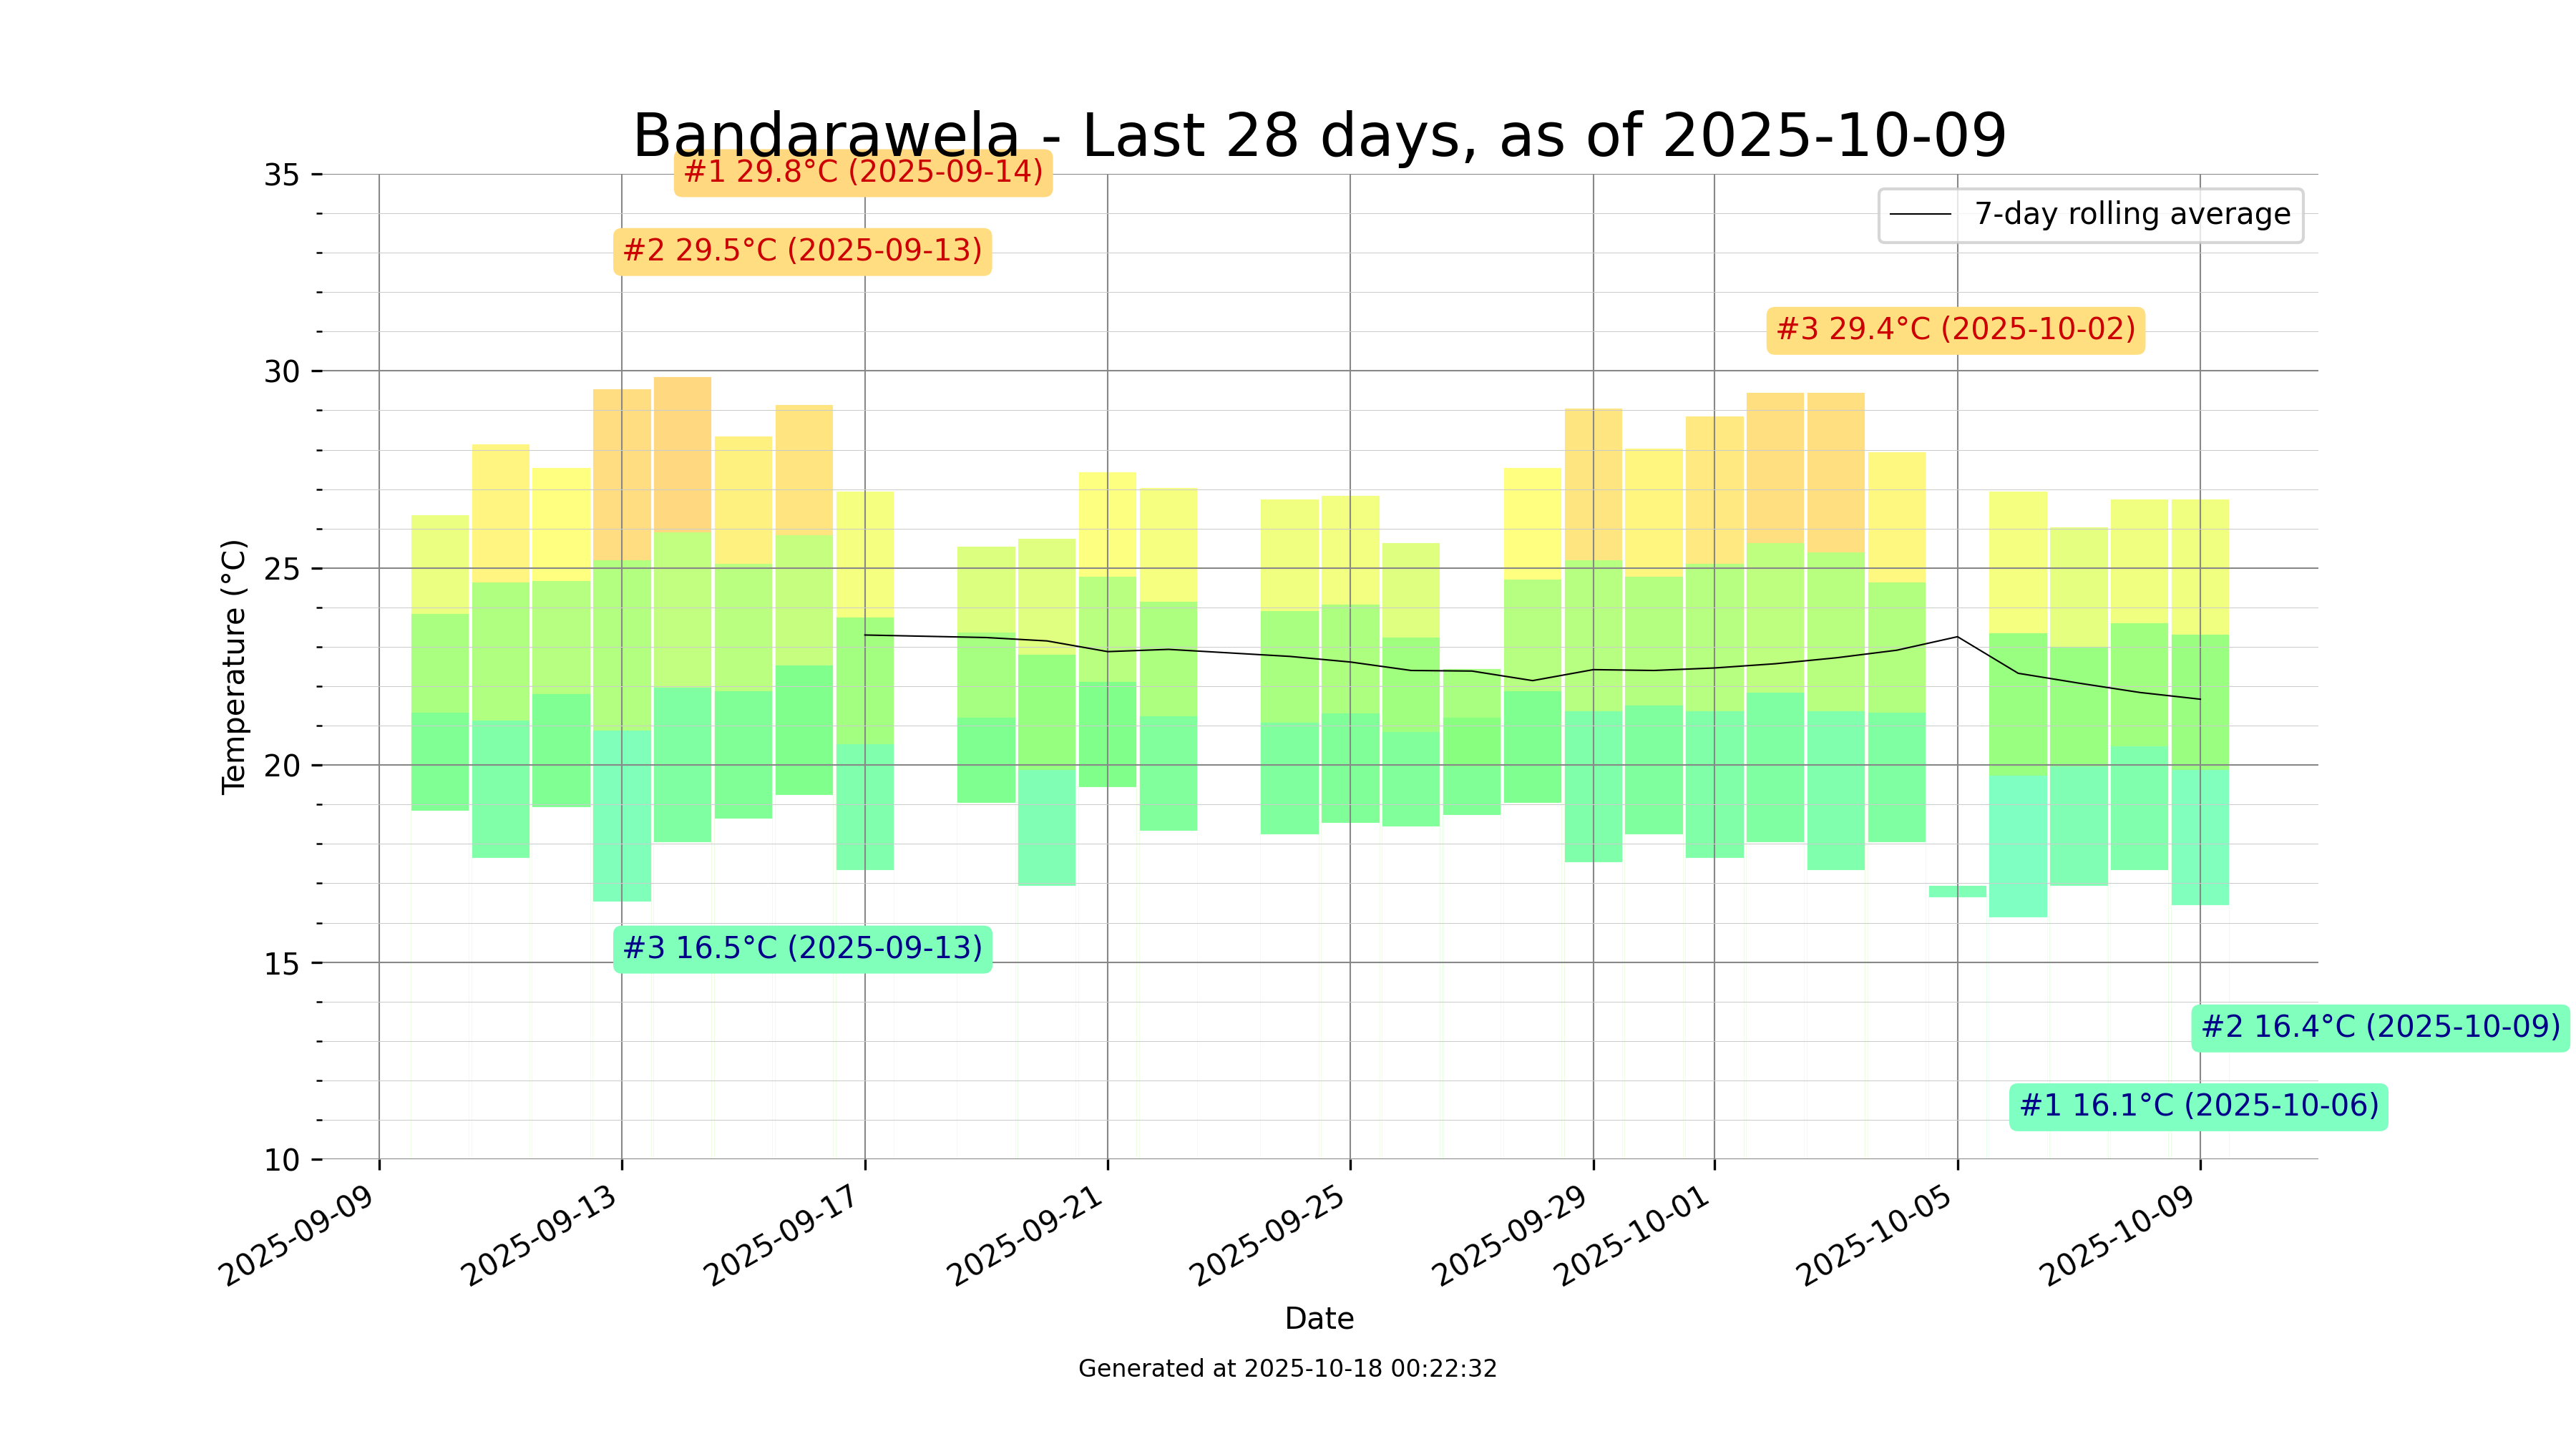 Bandarawela - Last 28 days, as of 2025-10-09
#1 29.8°C (2025-09-14)
#2 29.5°C (2025-09-13)
#3 29.4°C (2025-10-02)
7-day rolling average
35
30
25
20
15
10
Temperature (°C)
#3 16.5°C (2025-09-13)
#2 16.4°C (2025-10-09)
#1 16.1°C (2025-10-06)
2025-09-09
2025-09-13
2025-09-17
2025-09-21
2025-09-25
2025-09-29
2025-10-01
2025-10-05
2025-10-09
Date
Generated at 2025-10-18 00:22:32